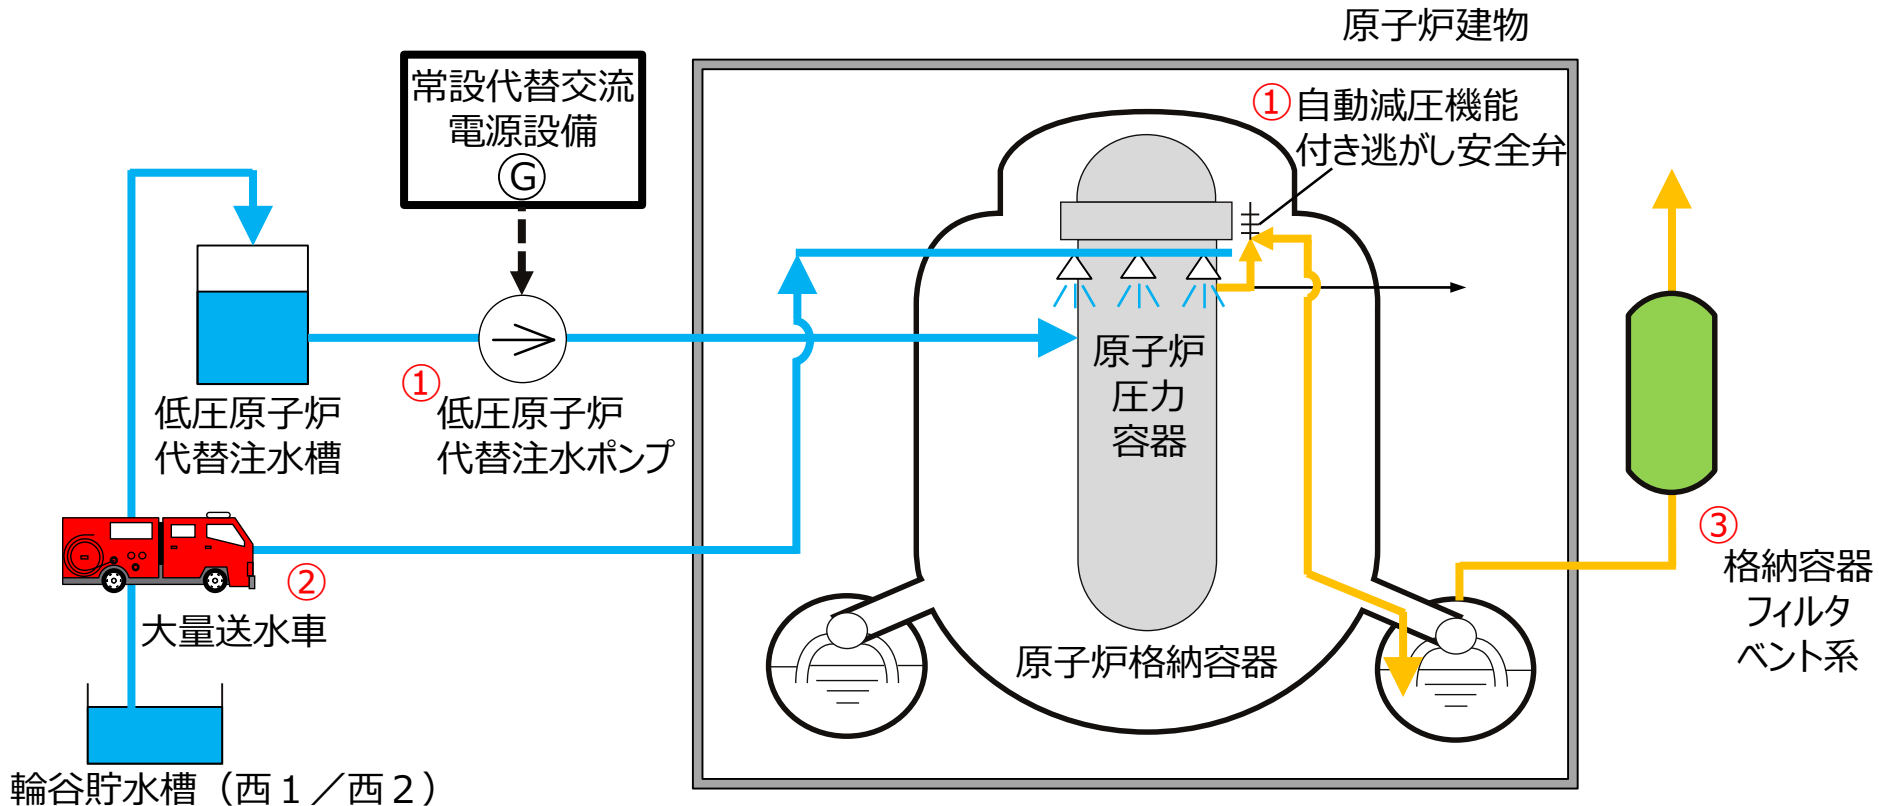 原子炉建物
常設代替交流
電源設備
G
① 自動減圧機能
付き逃がし安全弁
①
低圧原子炉
代替注水槽
低圧原子炉
代替注水ポンプ
原子炉
圧力
容器
②
大量送水車
原子炉格納容器
③
格納容器
フィルタ
ベント系
輪谷貯水槽（西１／西２）